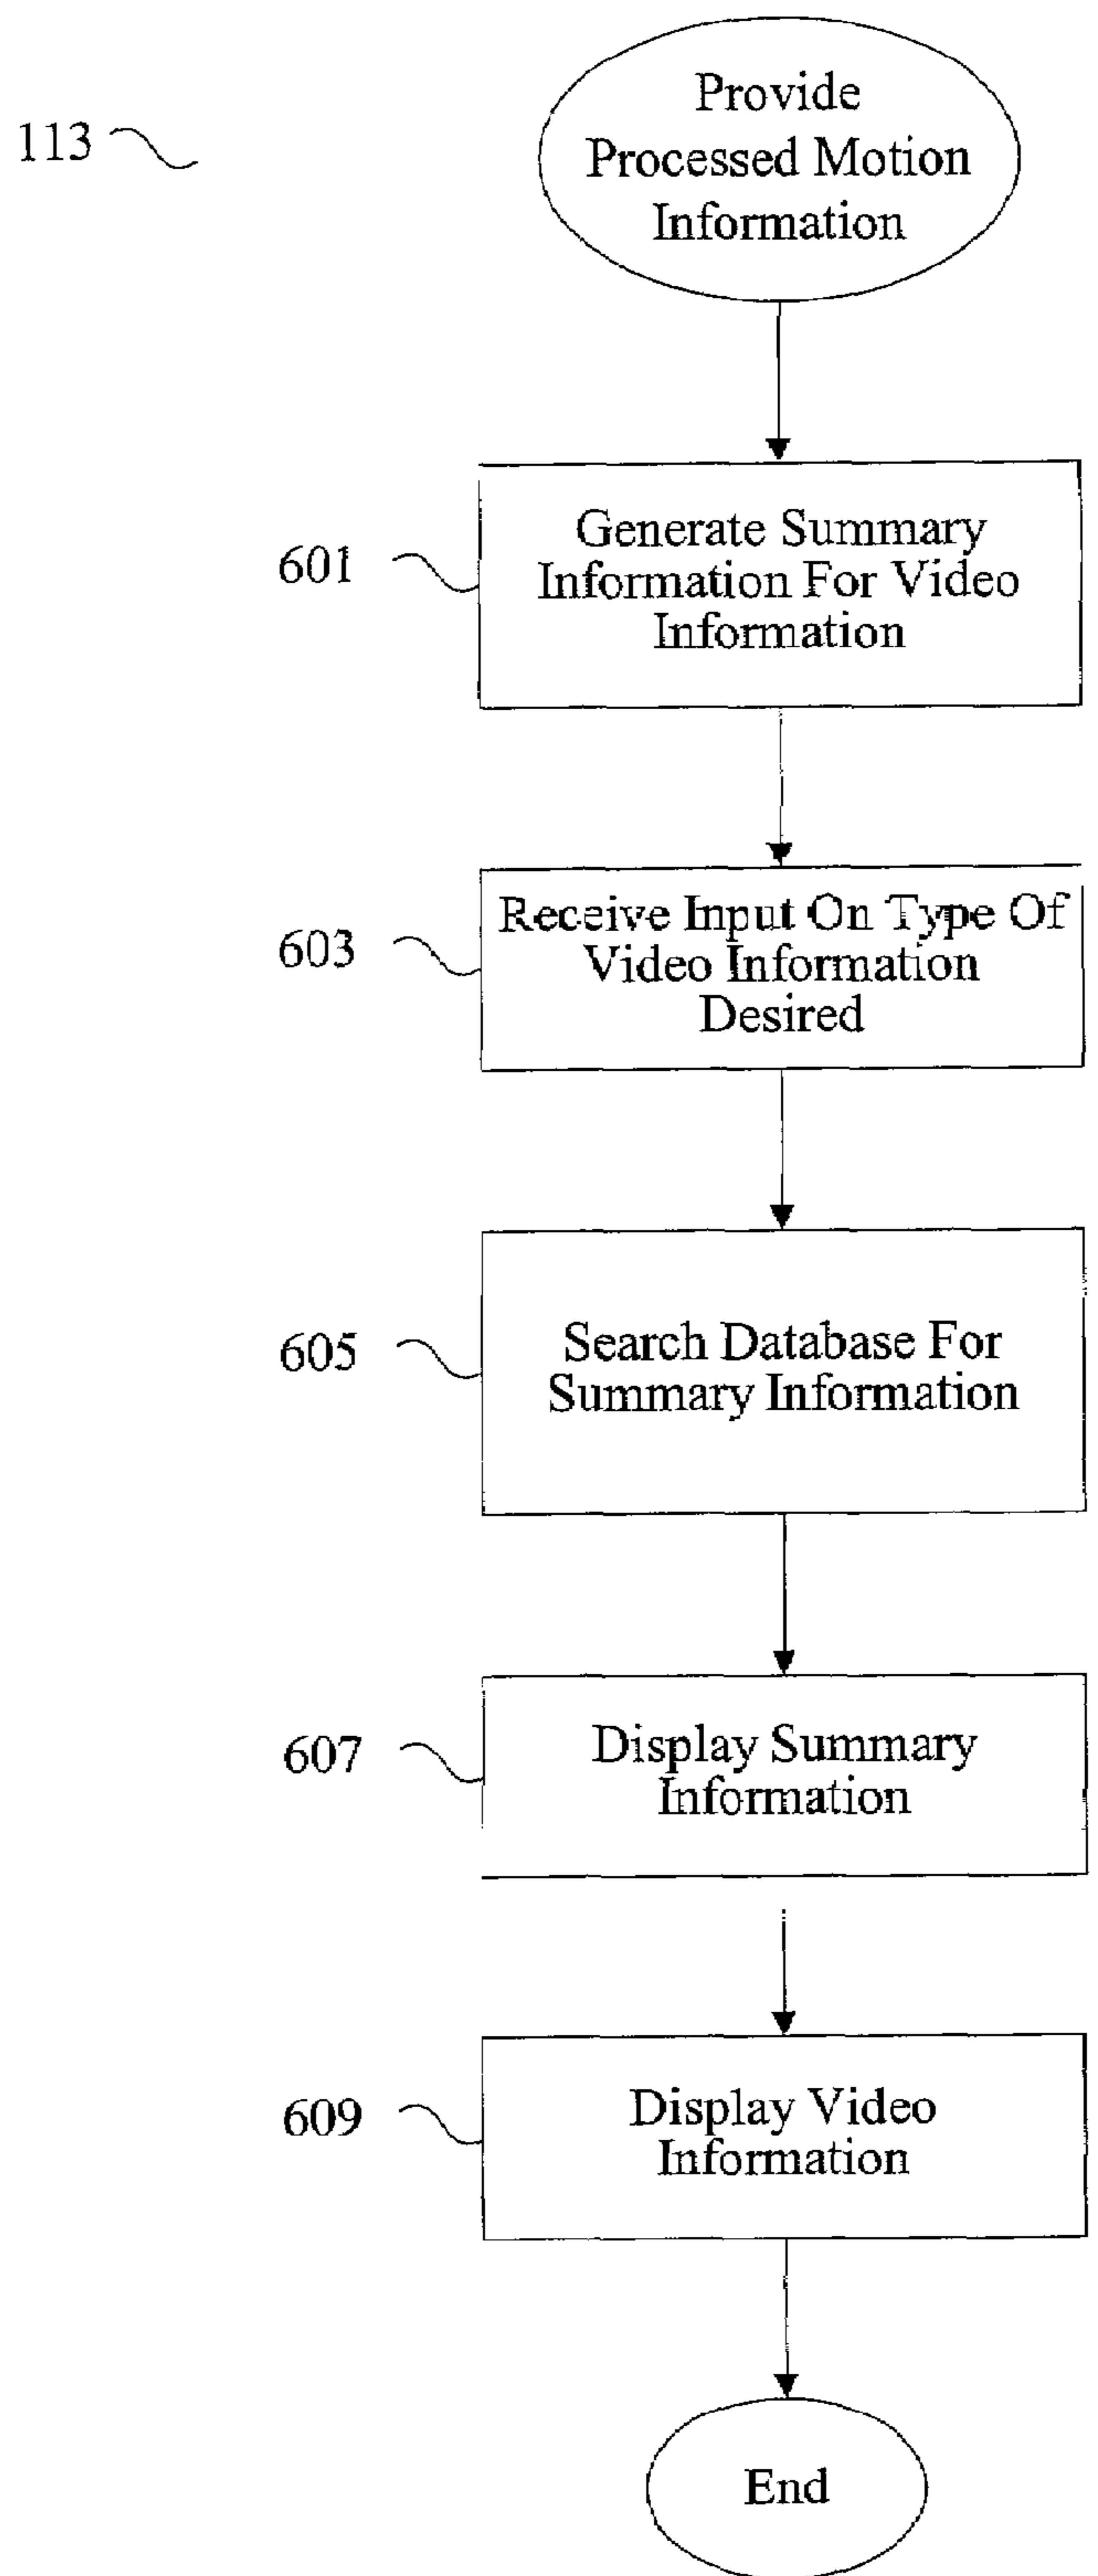 113
Provide
Processed Motion
Information
601
Generate Summary
Information For Video
Information
603
Receive Input On Type Of
Video Information
Desired
605
Search Database For
Summary Information
607
Display Summary
Information
609
Display Video
Information
End